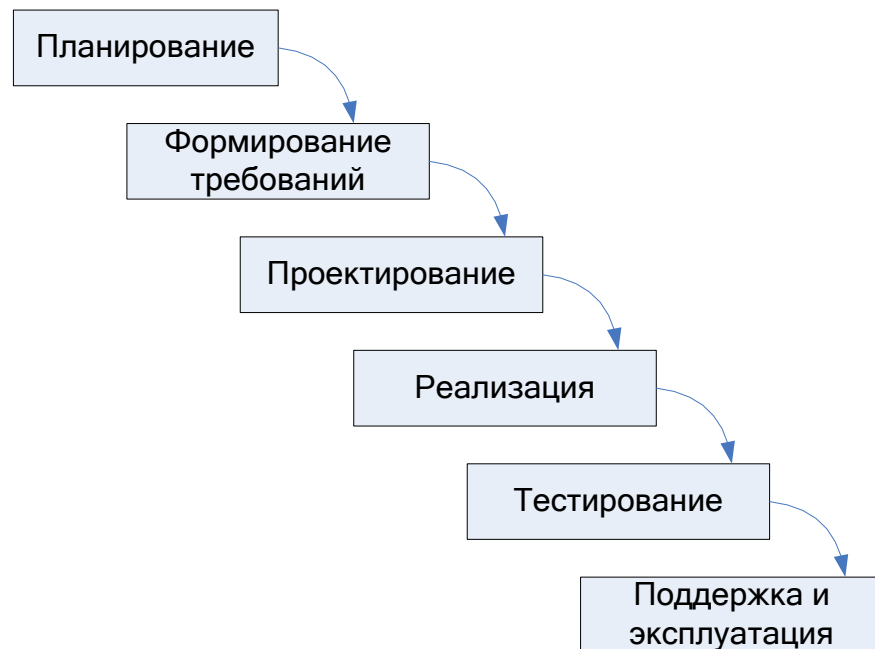 Планирование
Формирование
требований
Проектирование
Реализация
Тестирование
Поддержка и
эксплуатация